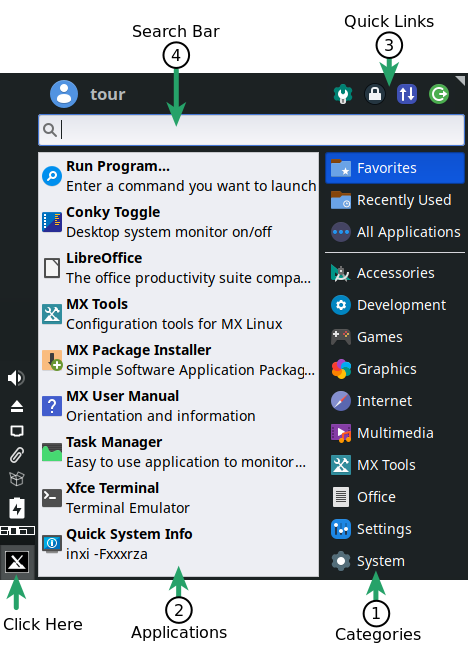 Search Bar
4
Quick Links
3
tour
Run Program...
Enter a command you want to launch
Conky Toggle
Desktop system monitor on/off
LibreOffice
The office productivity suite compa...
MX Tools
Configuration tools for MX Linux
MX Package Installer
Simple Software Application Packag...
MX User Manual
Orientation and information
Task Manager
Easy to use application to monitor...
Xfce Terminal
Terminal Emulator
Quick System Info
inxi -Fxxxrza
Favorites
Recently Used
All Applications
Accessories
Development
Games
Graphics
Internet
Multimedia
MX Tools
Office
Settings
System
Click Here
2
Applications
1
Categories